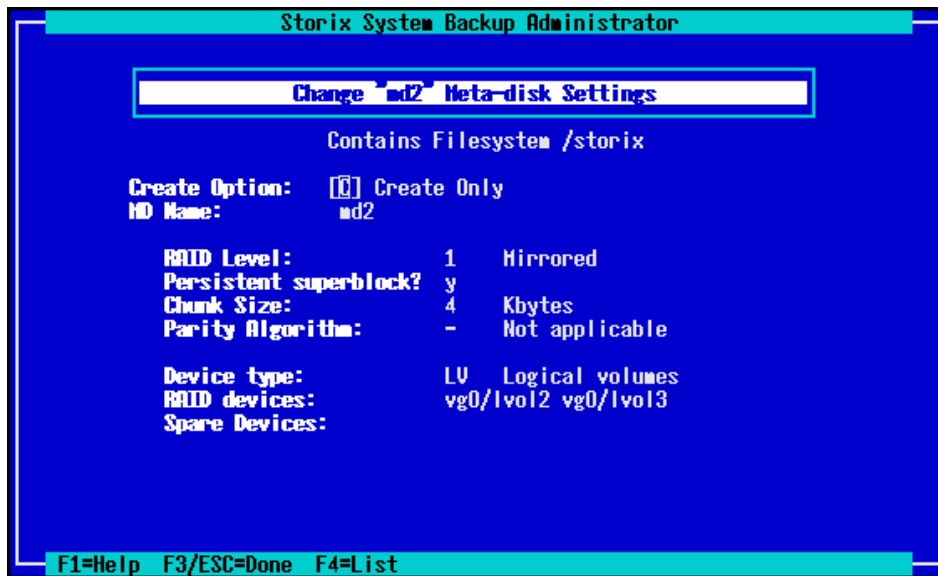 Storix System Backup Administrator
Change "md2" Meta-disk Settings
Contains Filesystem /storix
Create Option: [C] Create Only
MD Name: md2
RAID Level: 1 Mirrored
Persistent superblock? y
Chunk Size: 4 Kbytes
Parity Algorithm: - Not applicable
Device type: LV Logical volumes
RAID devices: vg0/lvol2 vg0/lvol3
Spare Devices:
F1=Help F3/ESC=Done F4=List